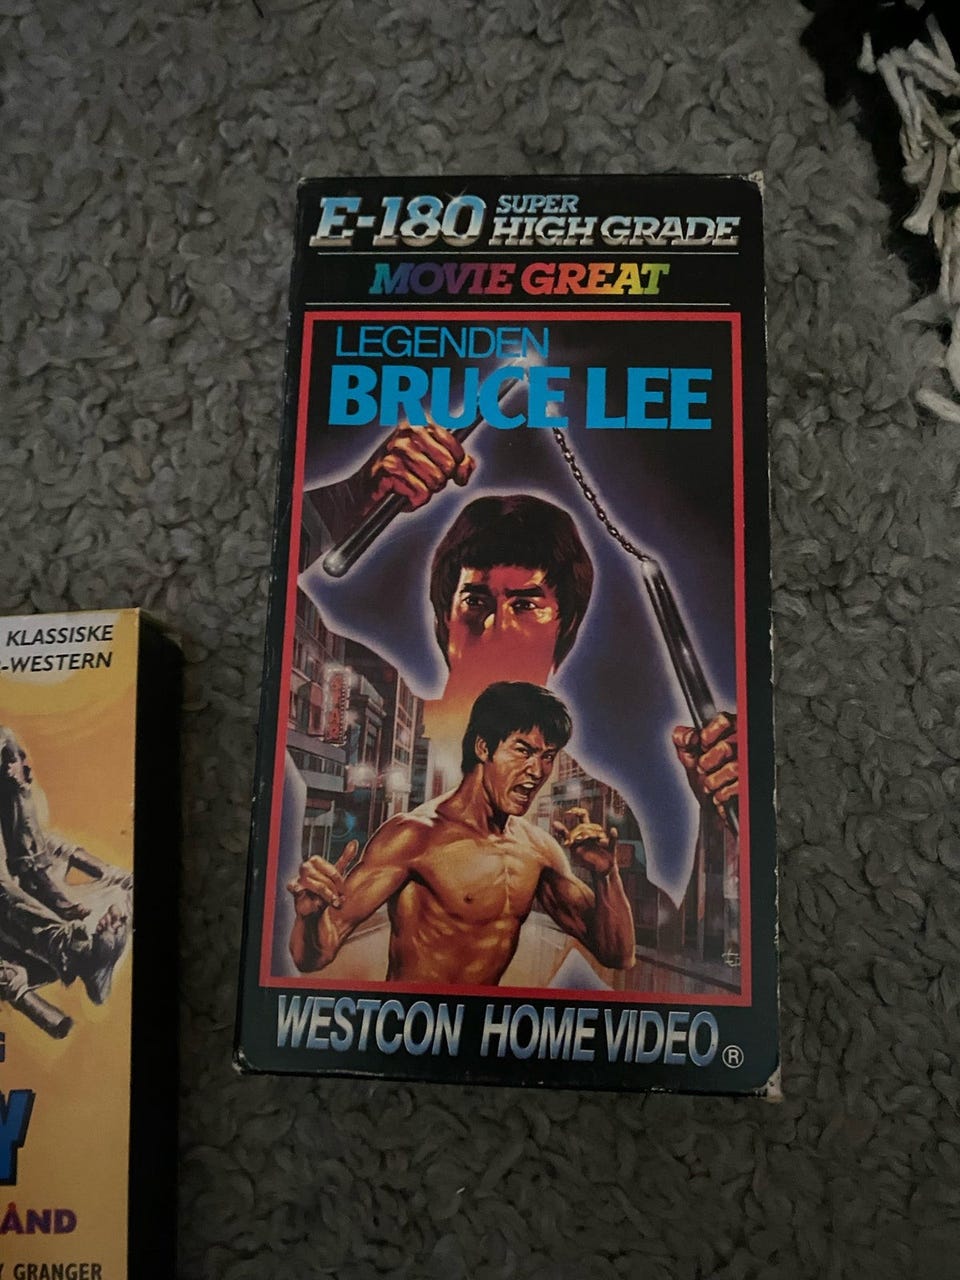 E-180 SUPER
HIGH GRADE
MOVIE GREAT
LEGENDEN
BRUCE LEE
WESTCON HOME VIDEO ®
KLASSISKE
-WESTERN
G
Y
ÅND
Y GRANGER